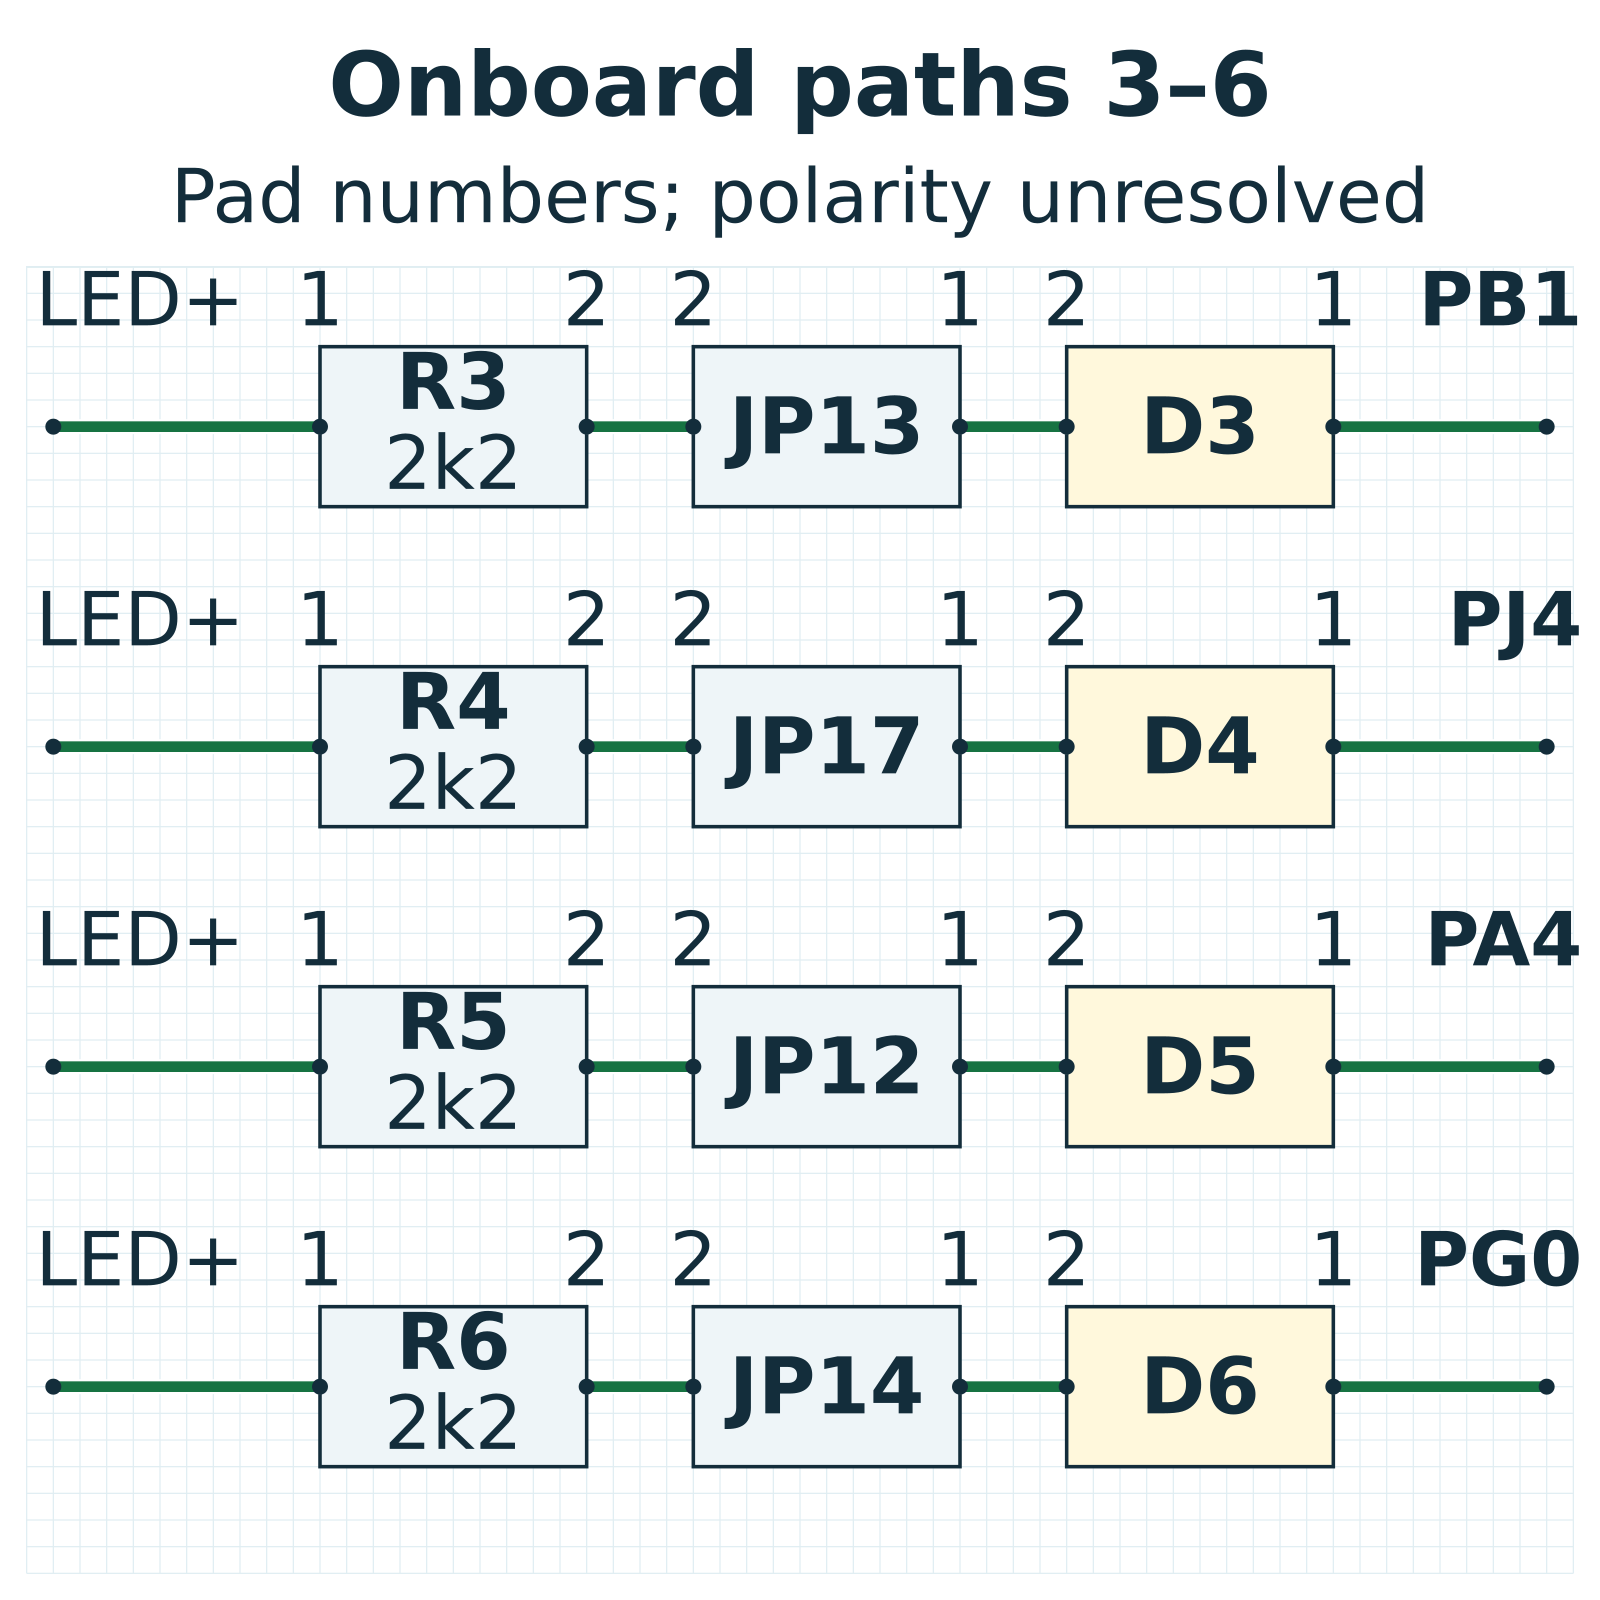 Onboard paths 3–6
Pad numbers; polarity unresolved
LED+ 1 2 2 1 2 1 PB1
R3
2k2
JP13
D3
LED+ 1 2 2 1 2 1 PJ4
R4
2k2
JP17
D4
LED+ 1 2 2 1 2 1 PA4
R5
2k2
JP12
D5
LED+ 1 2 2 1 2 1 PG0
R6
2k2
JP14
D6